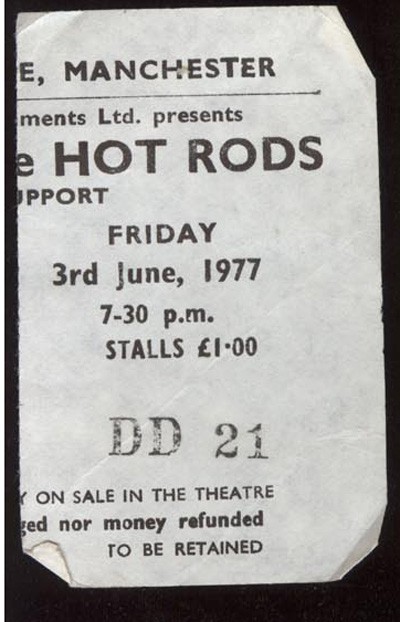 E, MANCHESTER
ments Ltd. presents
e HOT RODS
UPPORT
FRIDAY
3rd June, 1977
7-30 p.m.
STALLS £1·00
DD 21
Y ON SALE IN THE THEATRE
ged nor money refunded
TO BE RETAINED